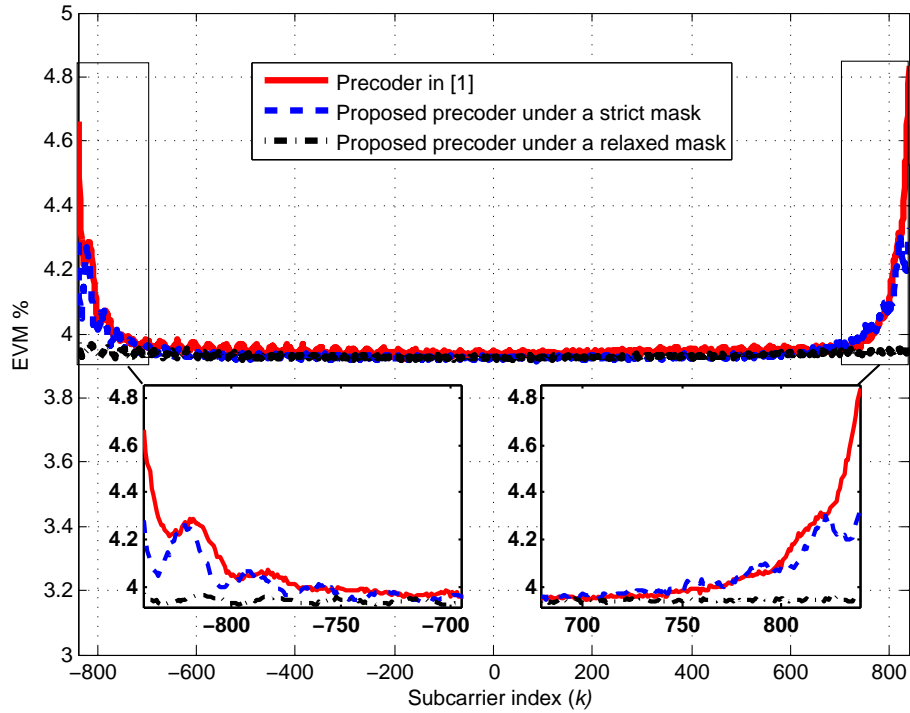 5
4.8
4.6
4.4
4.2
4
3.8
3.6
3.4
3.2
3
EVM %
Precoder in [1]
Proposed precoder under a strict mask
Proposed precoder under a relaxed mask
4.8
4.6
4.4
4.2
4
−800 −750 −700
4.8
4.6
4.4
4.2
4
700 750 800
−800 −600 −400 −200 0 200 400 600 800
Subcarrier index (k)